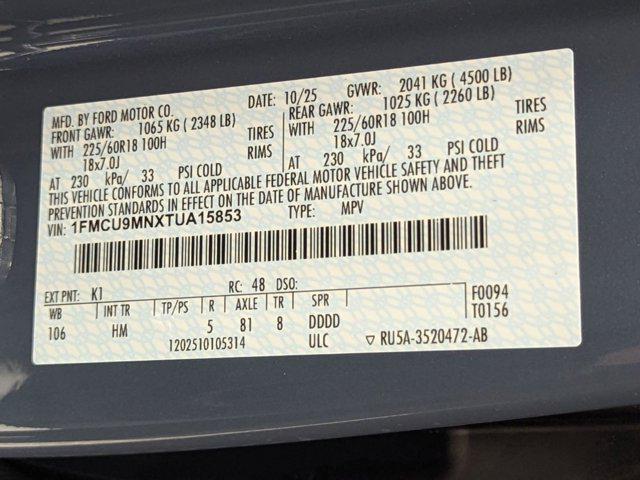 MFD. BY FORD MOTOR CO. DATE: 10/25 GVWR: 2041 KG ( 4500 LB)
FRONT GAWR: 1065 KG ( 2348 LB) REAR GAWR: 1025 KG ( 2260 LB)
WITH 225/60R18 100H TIRES WITH 225/60R18 100H TIRES
18x7.0J RIMS 18x7.0J RIMS
AT 230 kPa/ 33 PSI COLD AT 230 kPa/ 33 PSI COLD
THIS VEHICLE CONFORMS TO ALL APPLICABLE FEDERAL MOTOR VEHICLE SAFETY AND THEFT
PREVENTION STANDARDS IN EFFECT ON THE DATE OF MANUFACTURE SHOWN ABOVE.
VIN: 1FMCU9MNXTUA15853 TYPE: MPV
EXT PNT: K1 RC: 48 DSO:
WB INT TR TP/PS R AXLE TR SPR F0094
106 HM 5 81 8 DDDD T0156
1202510105314 ULC ▽ RU5A-3520472-AB